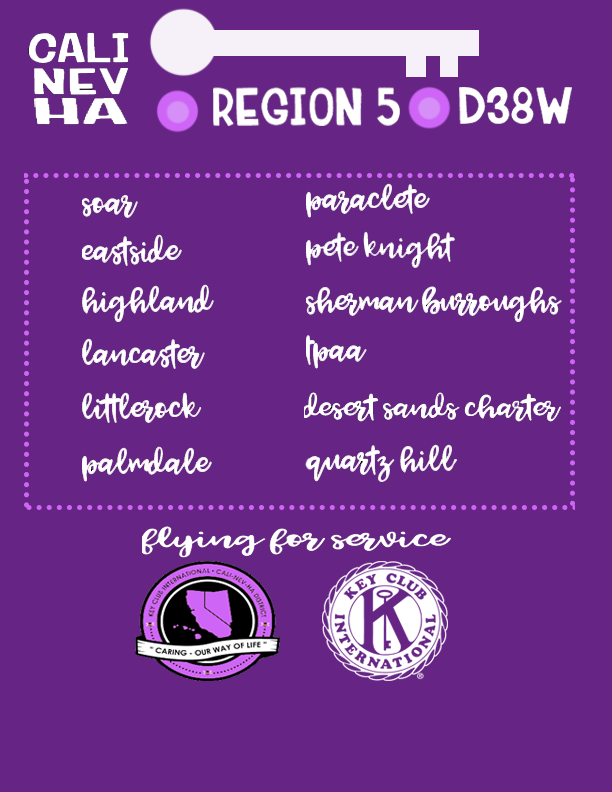 CALI
NEV
HA
REGION 5 D38W
soar
eastside
highland
lancaster
littlerock
palmdale
paraclete
pete knight
sherman burroughs
tpaa
desert sands charter
quartz hill
flying for service
KEY CLUB INTERNATIONAL • CALI-NEV-HA DISTRICT
"CARING - OUR WAY OF LIFE"
KEY CLUB
K
INTERNATIONAL
®